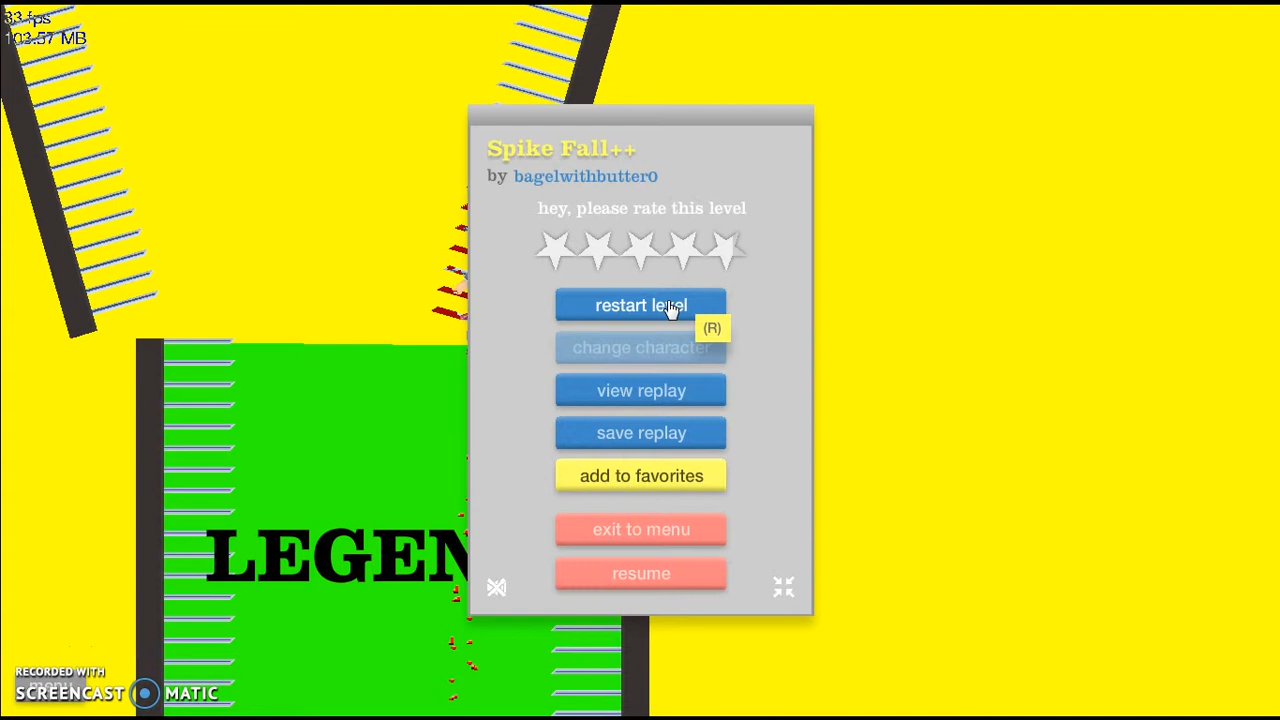 33 fps
103.57 MB
Spike Fall++
by bagelwithbutter0
hey, please rate this level
restart level
(R)
change character
view replay
save replay
add to favorites
exit to menu
resume
LEGEN
RECORDED WITH
SCREENCAST MATIC
menu